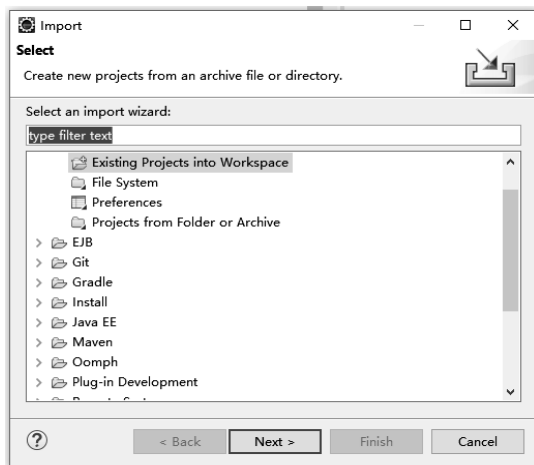 Import
Select
Create new projects from an archive file or directory.
Select an import wizard:
type filter text
Existing Projects into Workspace
File System
Preferences
Projects from Folder or Archive
EJB
Git
Gradle
Install
Java EE
Maven
Oomph
Plug-in Development
< Back Next > Finish Cancel